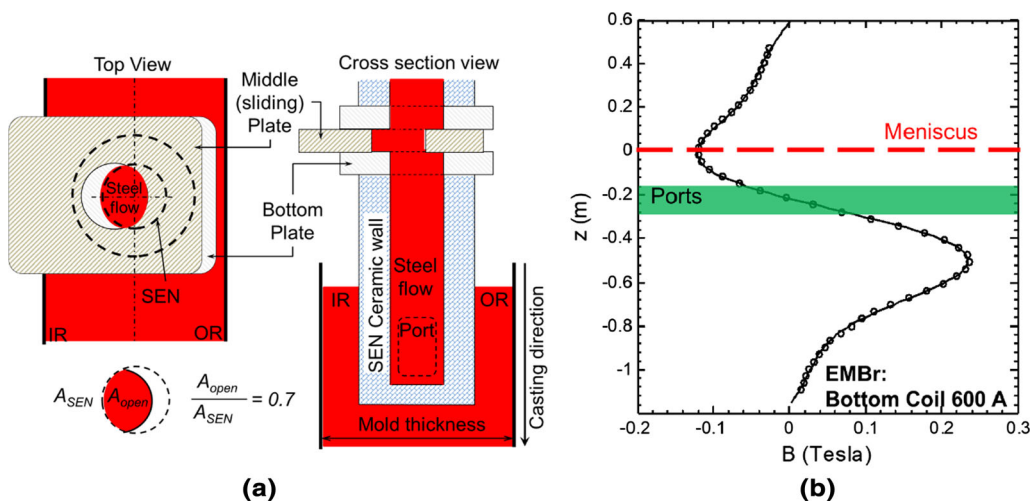 Top View
Middle
(sliding)
Plate
Steel
flow
Bottom
Plate
SEN
IR
OR
A_SEN
A_open
A_open
A_SEN
= 0.7
Cross section view
SEN Ceramic wall
Steel
flow
IR
OR
Port
Casting direction
Mold thickness
(a)
0.6
0.4
0.2
0
-0.2
-0.4
-0.6
-0.8
-1
z (m)
Meniscus
Ports
EMBr:
Bottom Coil 600 A
-0.2
-0.1
0
0.1
0.2
0.3
B (Tesla)
(b)